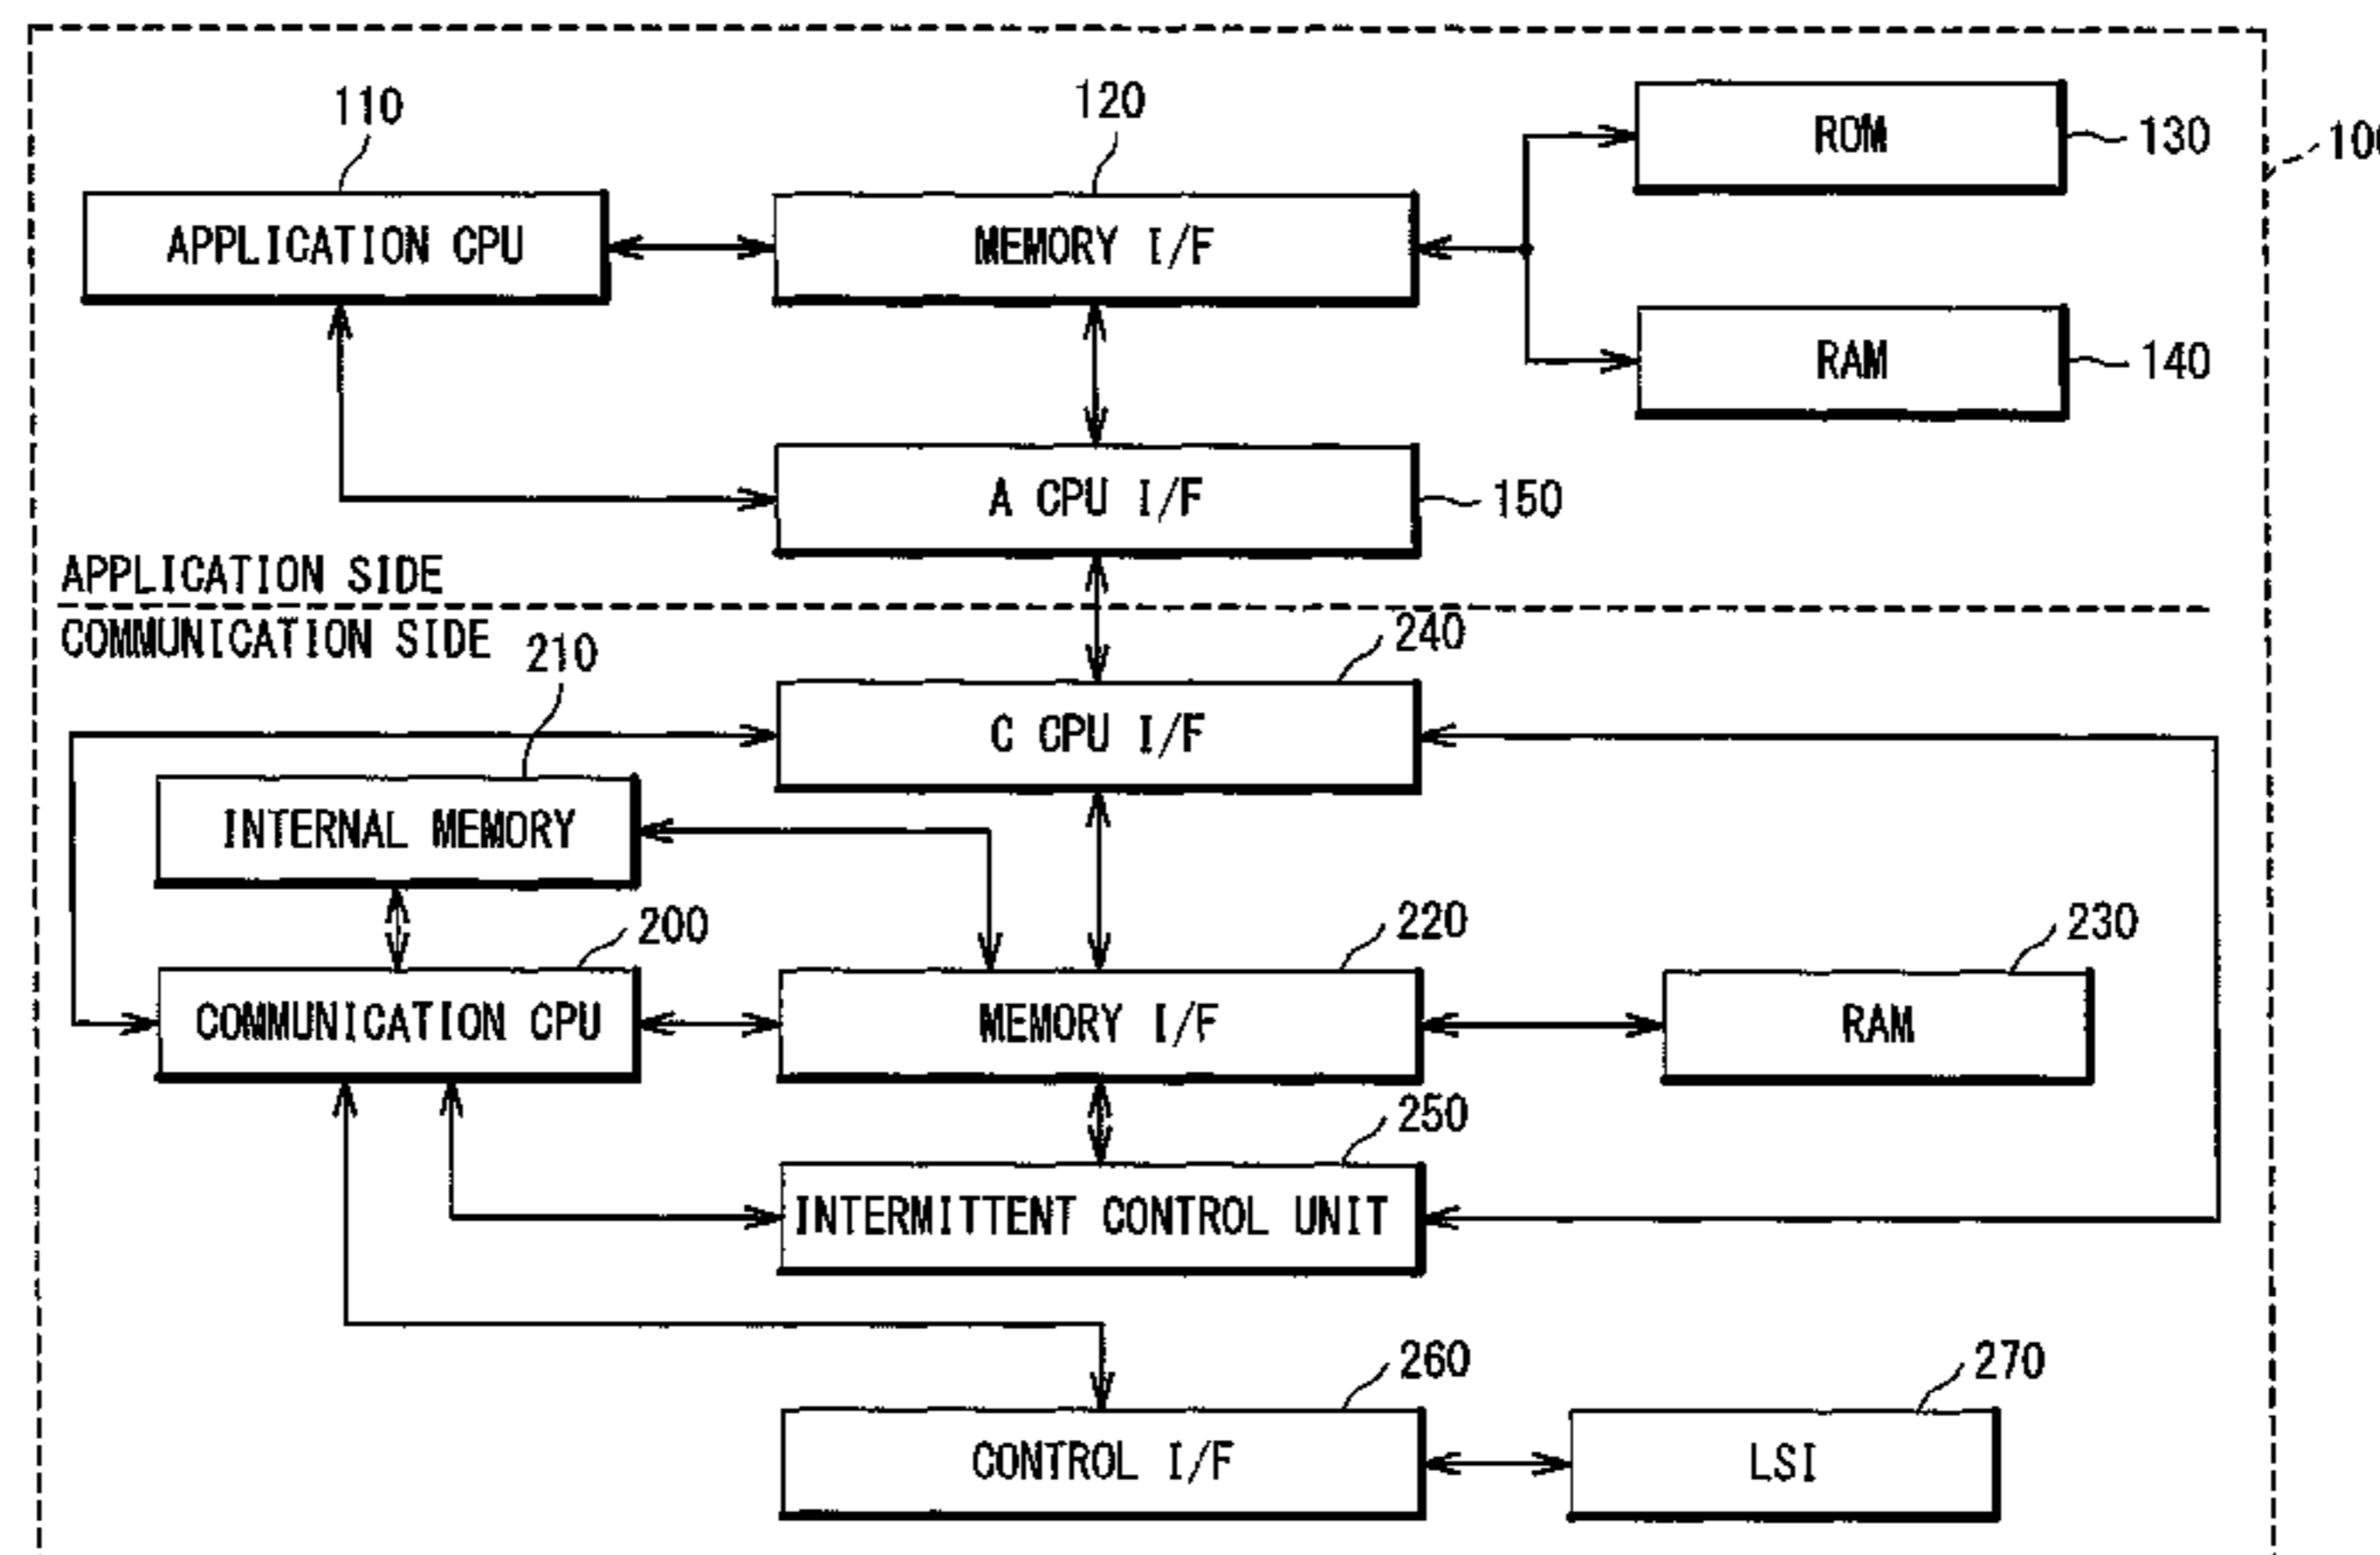 110
120
ROM
130
100
APPLICATION CPU
MEMORY I/F
RAM
140
A CPU I/F
150
APPLICATION SIDE
COMMUNICATION SIDE
210
240
C CPU I/F
INTERNAL MEMORY
200
220
230
COMMUNICATION CPU
MEMORY I/F
RAM
250
INTERMITTENT CONTROL UNIT
260
270
CONTROL I/F
LSI